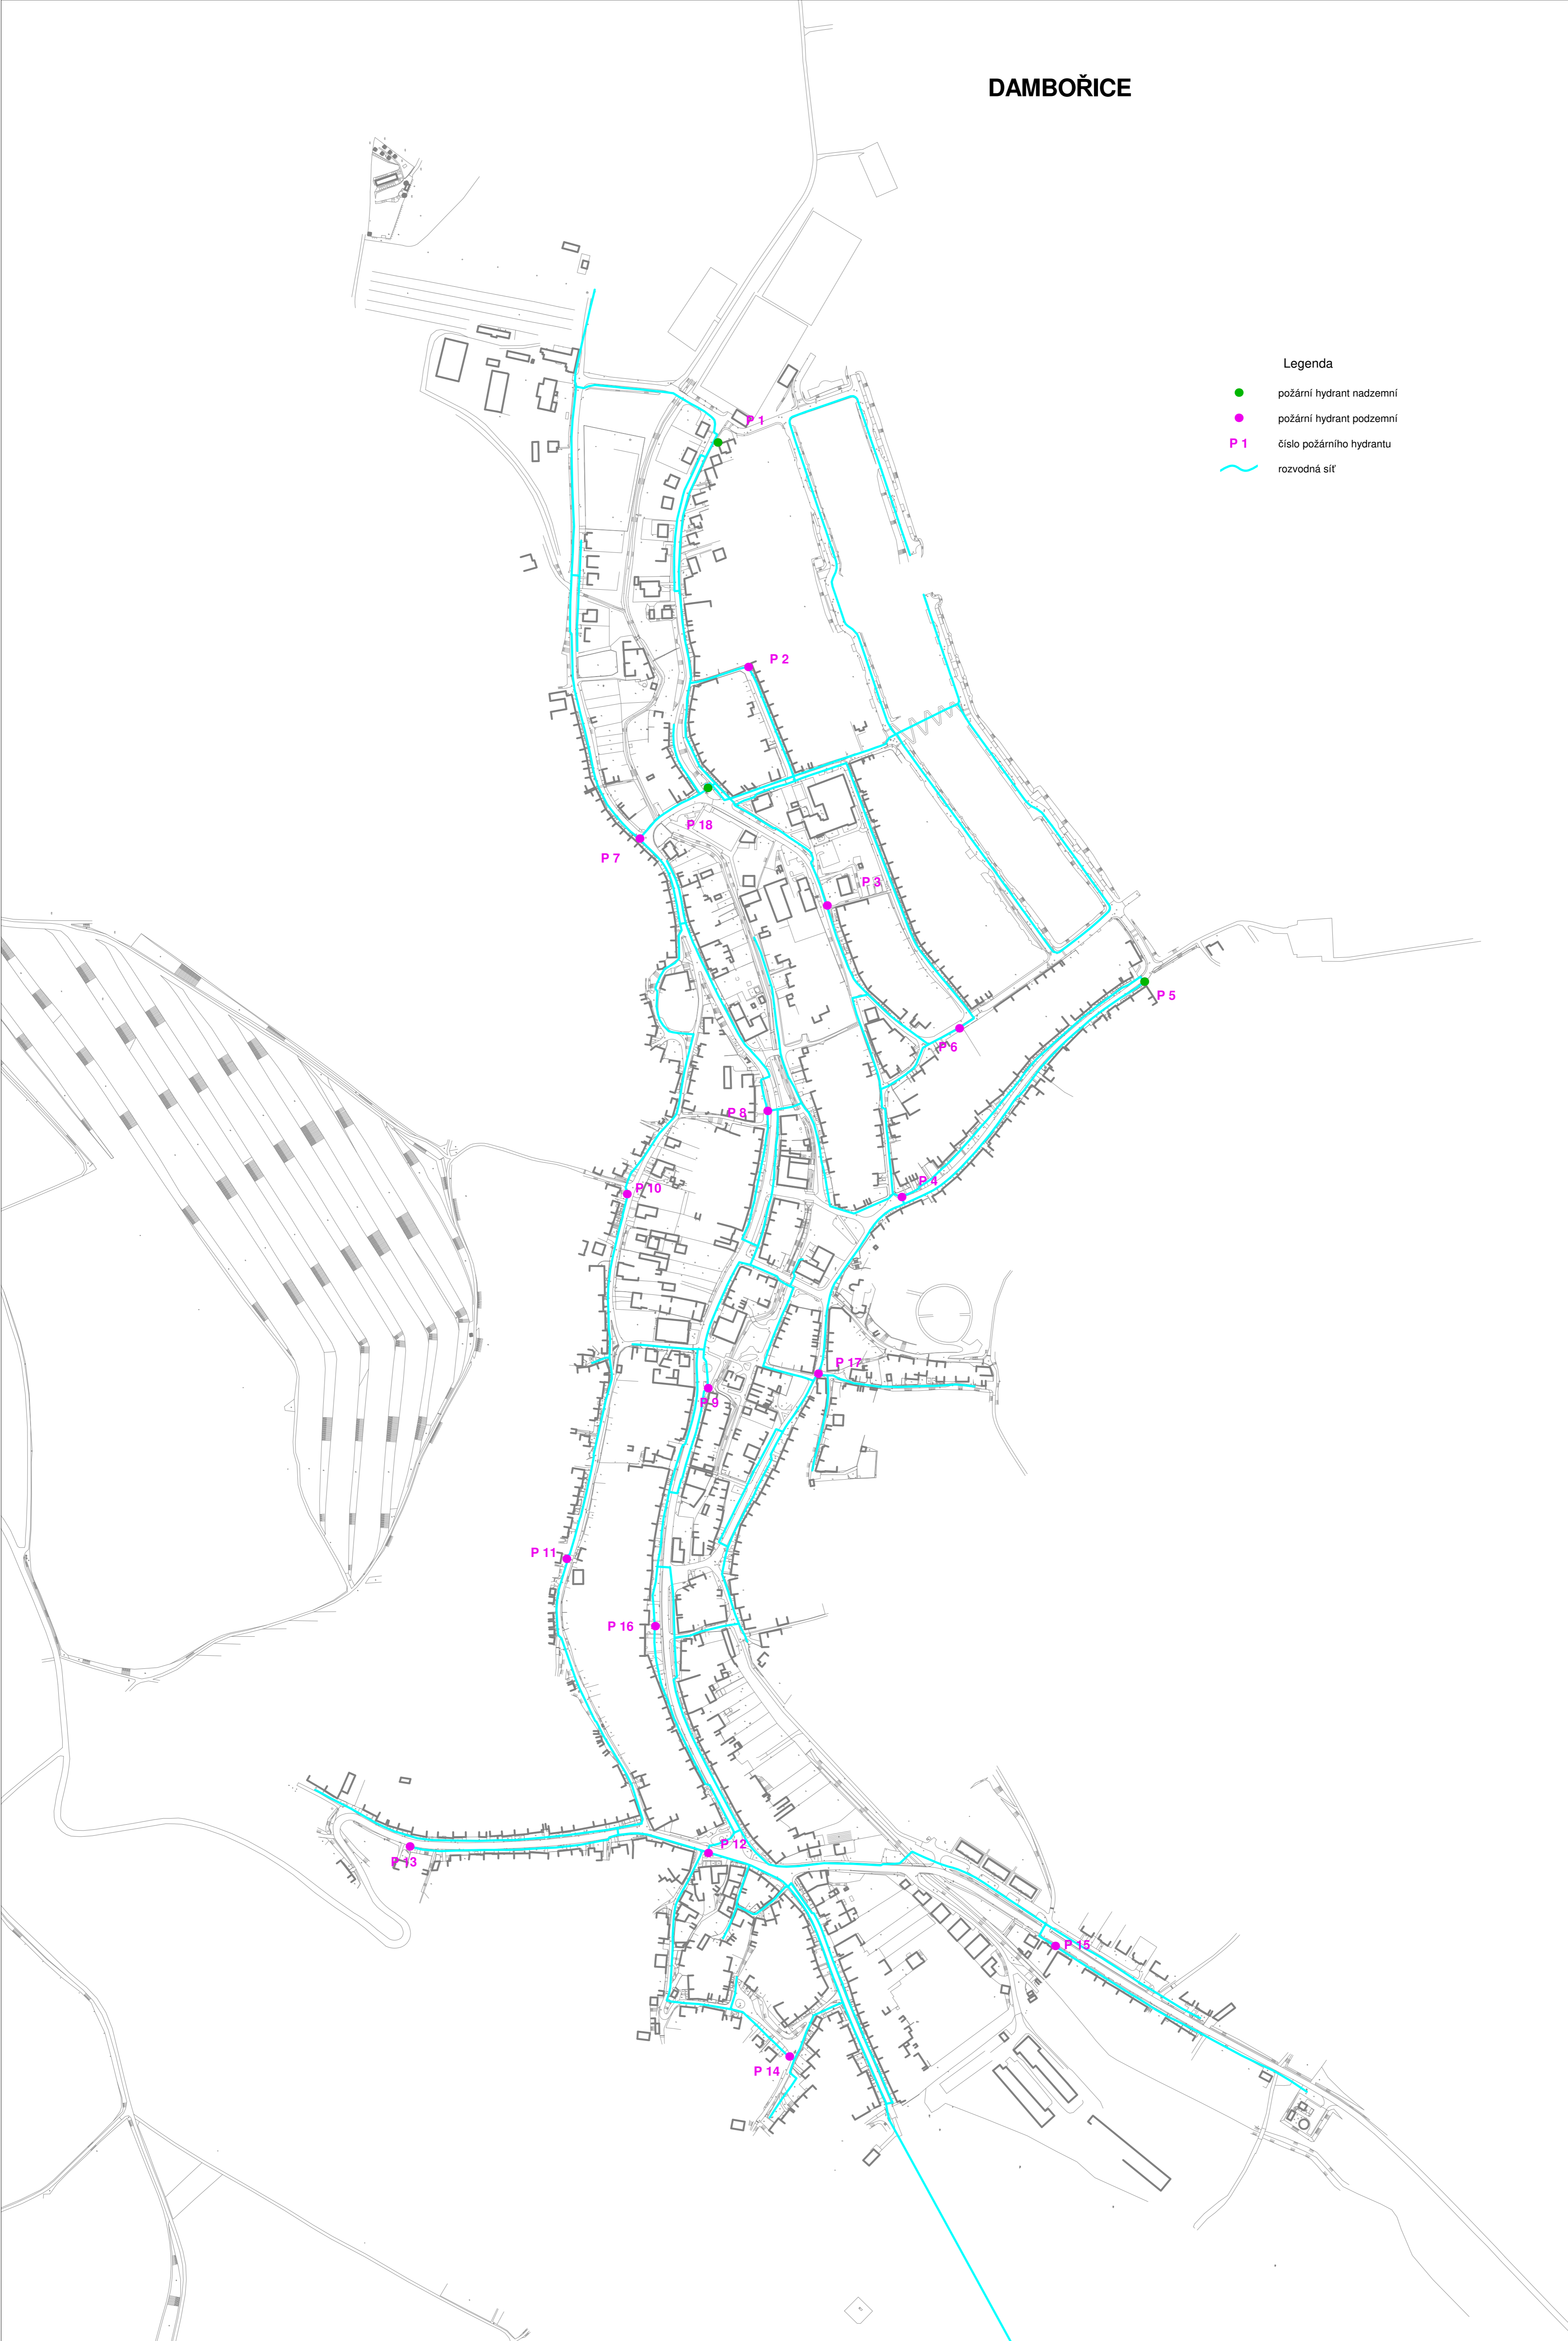 DAMBOŘICE
Legenda
požární hydrant nadzemní
požární hydrant podzemní
P 1 číslo požárního hydrantu
rozvodná síť
P 1
P 2
P 18
P 7
P 3
P 5
P 6
P 8
P 4
P 10
P 17
P 9
P 11
P 16
P 12
P 13
P 15
P 14